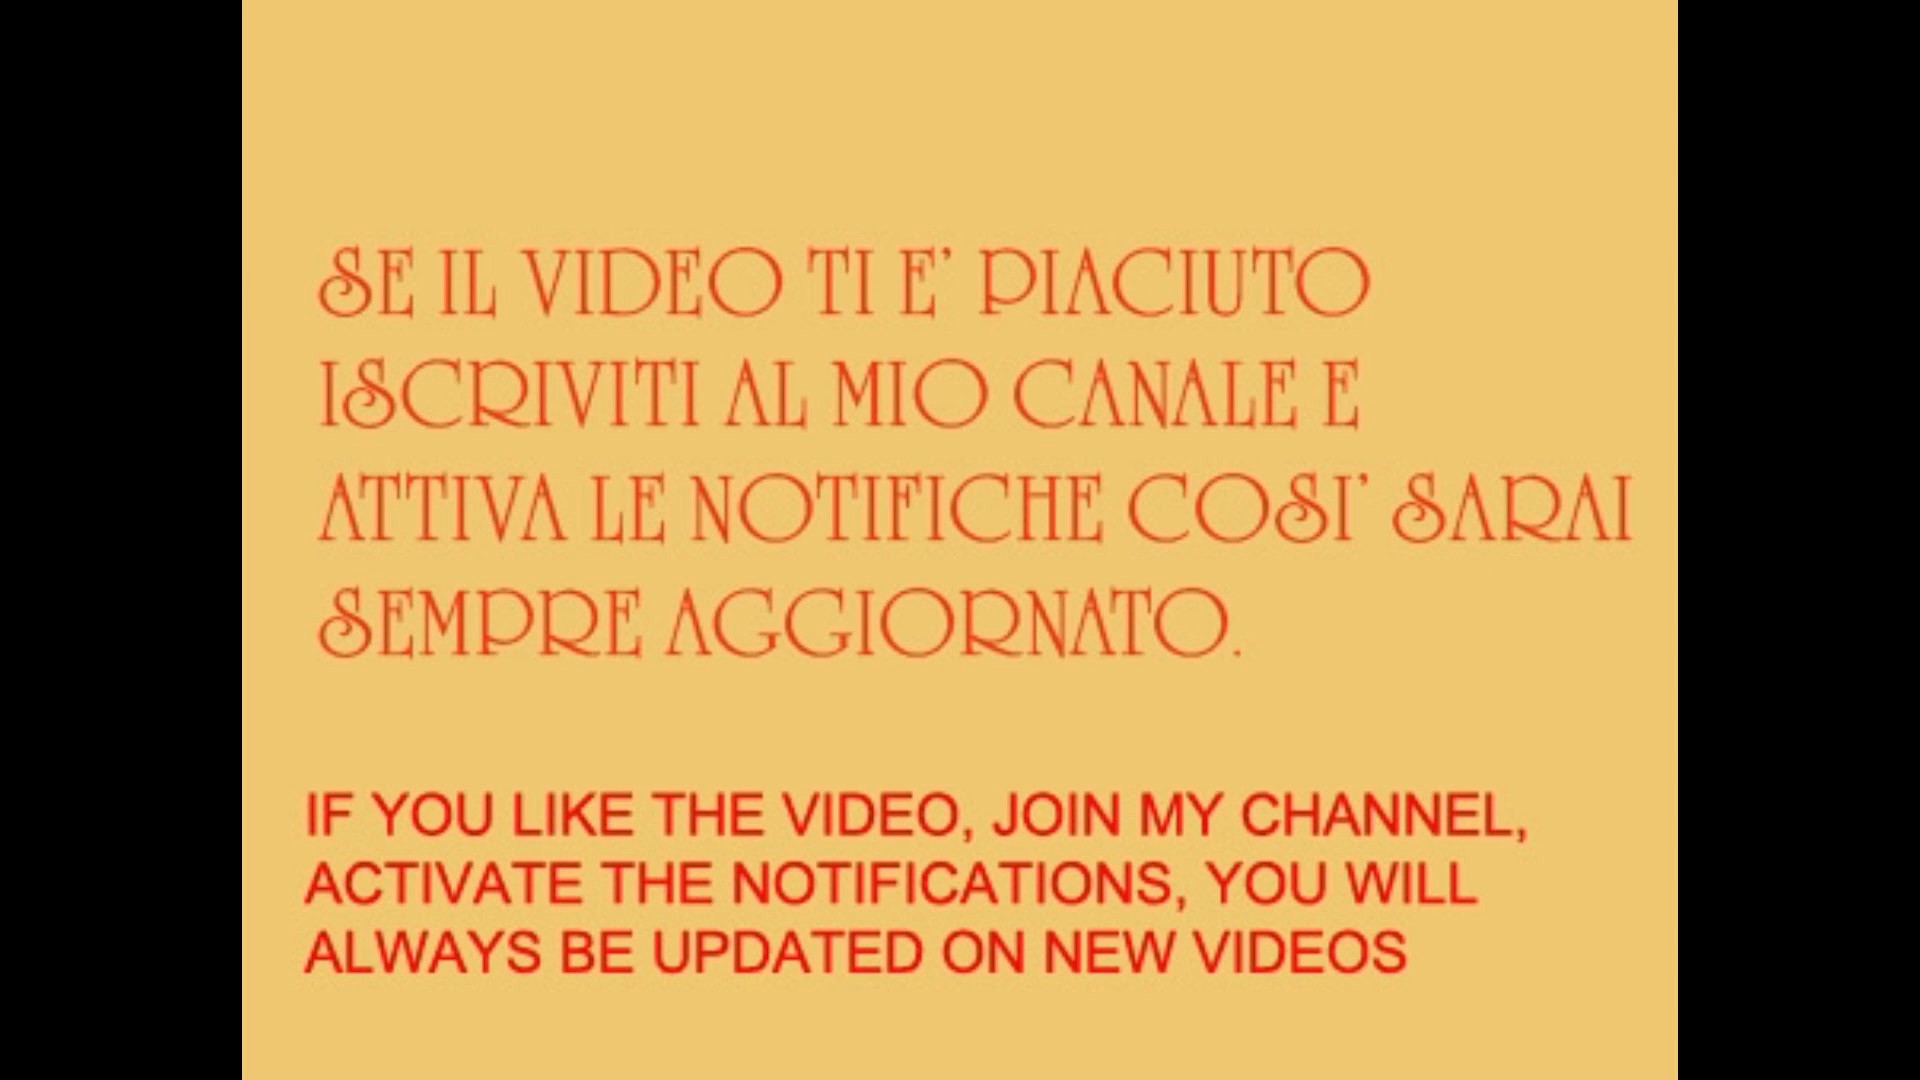 SE IL VIDEO TI E' PIACIUTO
ISCRIVITI AL MIO CANALE E
ATTIVA LE NOTIFICHE COSI' SARAI
SEMPRE AGGIORNATO.
IF YOU LIKE THE VIDEO, JOIN MY CHANNEL,
ACTIVATE THE NOTIFICATIONS, YOU WILL
ALWAYS BE UPDATED ON NEW VIDEOS